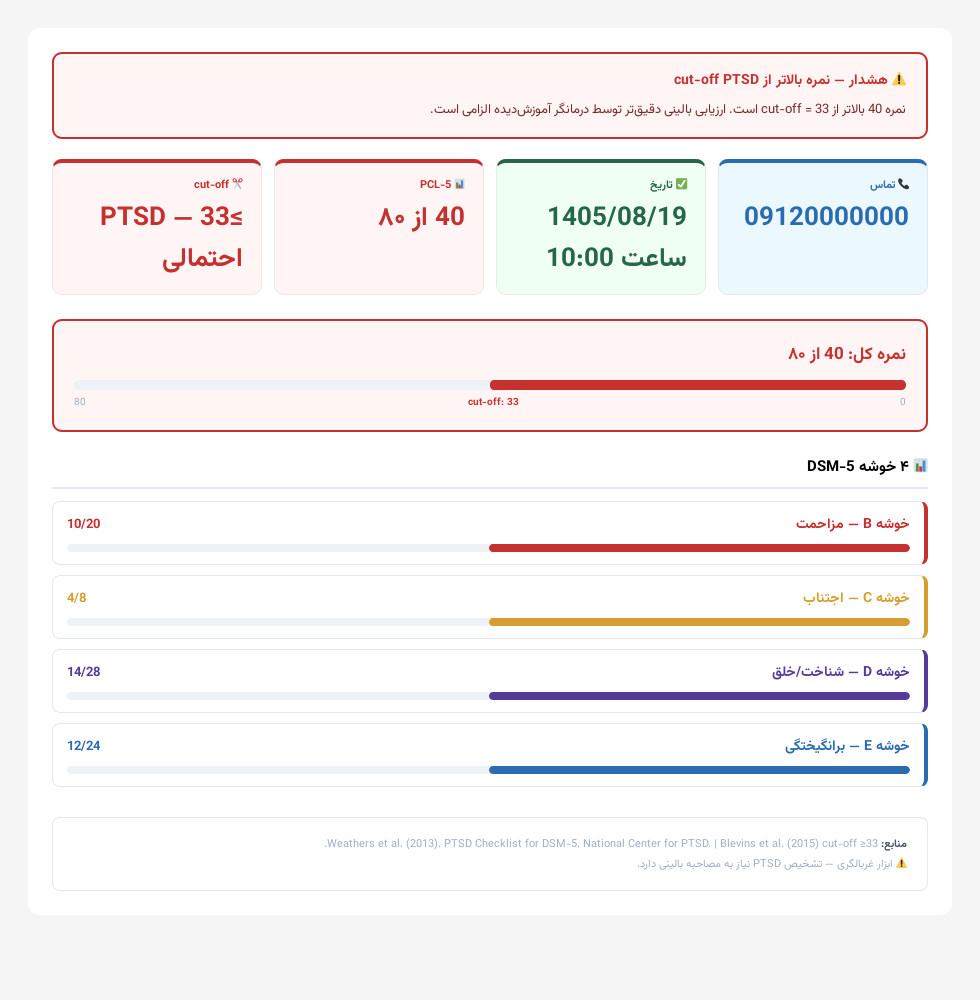 ⚠️ هشدار — نمره بالاتر از cut-off PTSD
نمره 40 بالاتر از cut-off = 33 است. ارزیابی بالینی دقیق‌تر توسط درمانگر آموزش‌دیده الزامی است.
📞 تماس
09120000000
✅ تاریخ
1405/08/19
ساعت 10:00
📊 PCL-5
40 از ۸۰
✂️ cut-off
≥33 — PTSD
احتمالی
نمره کل: 40 از ۸۰
0
cut-off: 33
80
📊 ۴ خوشه DSM-5
خوشه B — مزاحمت
10/20
خوشه C — اجتناب
4/8
خوشه D — شناخت/خلق
14/28
خوشه E — برانگیختگی
12/24
منابع: Weathers et al. (2013). PTSD Checklist for DSM-5. National Center for PTSD. | Blevins et al. (2015) cut-off ≥33.
⚠️ ابزار غربالگری — تشخیص PTSD نیاز به مصاحبه بالینی دارد.